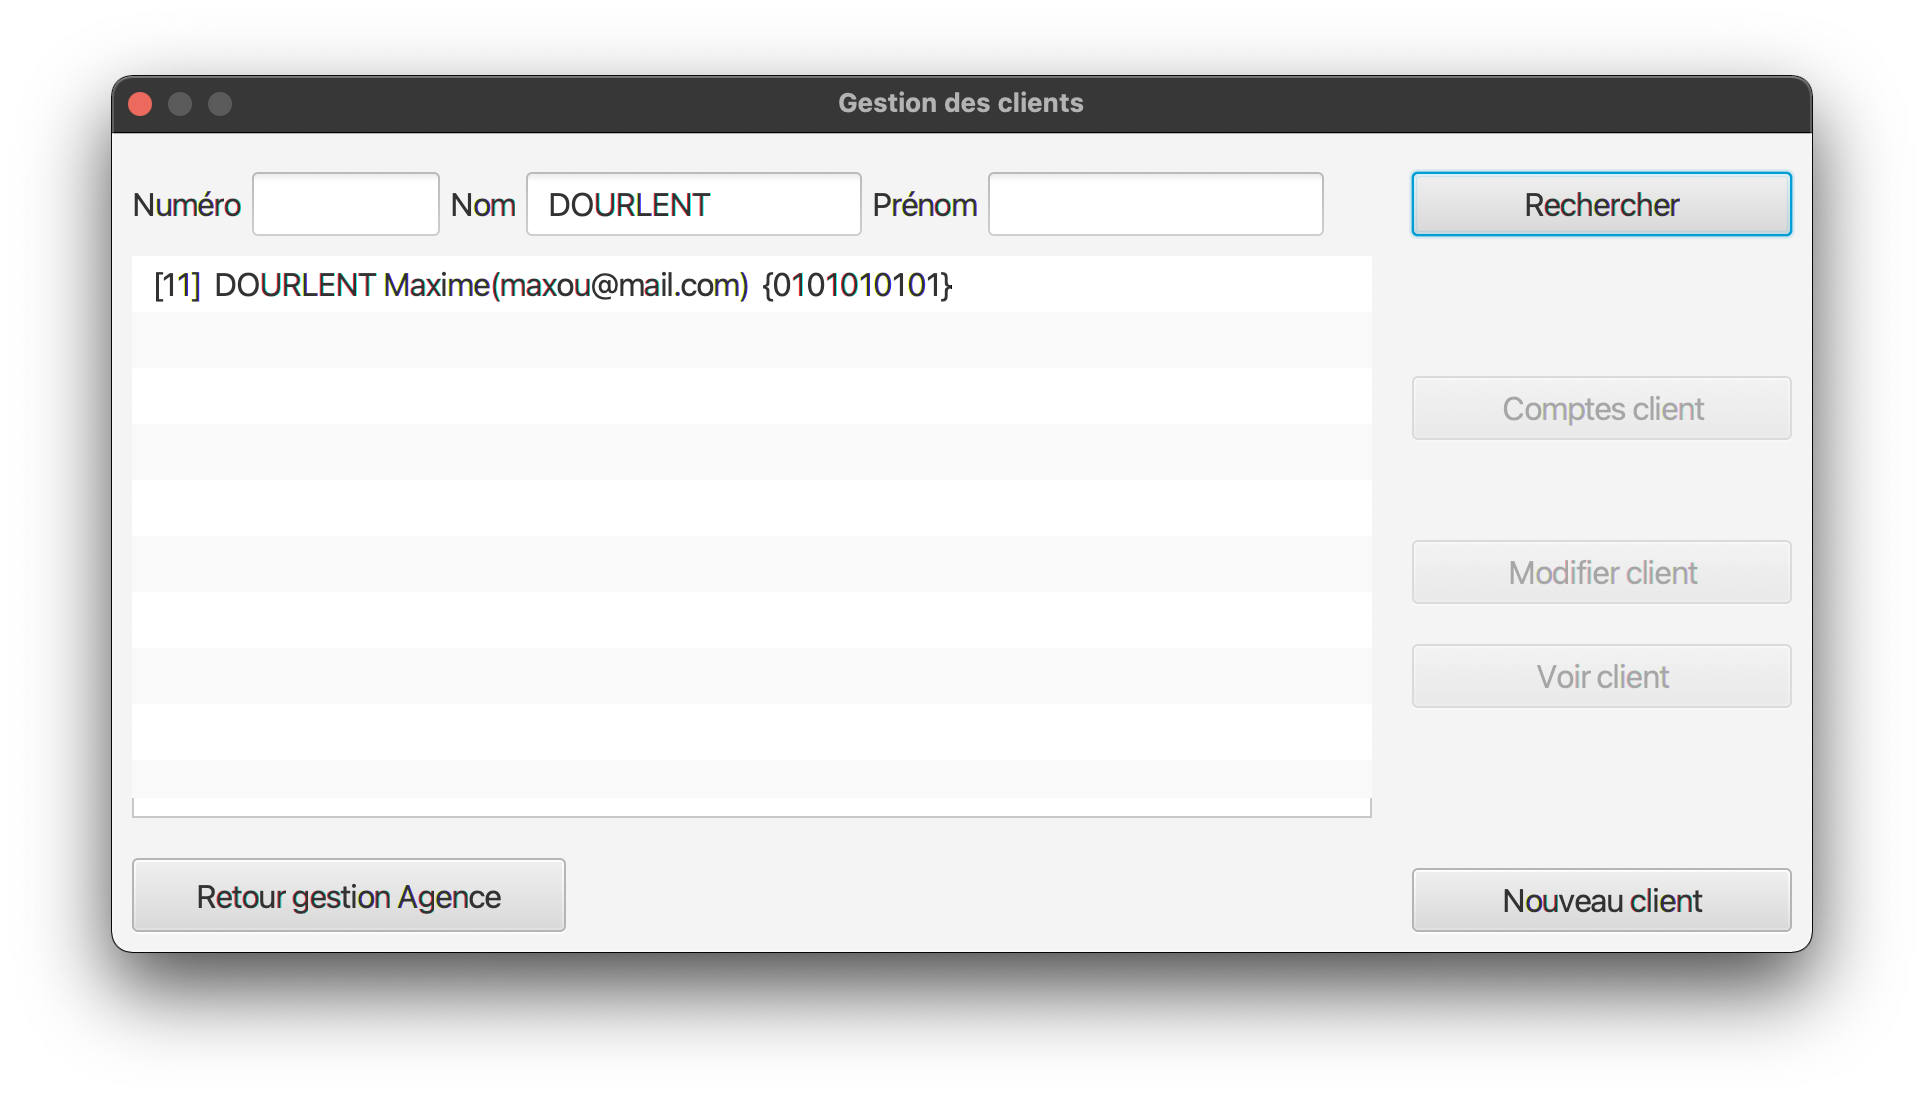 Gestion des clients
Numéro Nom DOURLENT Prénom Rechercher
[11] DOURLENT Maxime(maxou@mail.com) {0101010101}
Comptes client
Modifier client
Voir client
Retour gestion Agence
Nouveau client